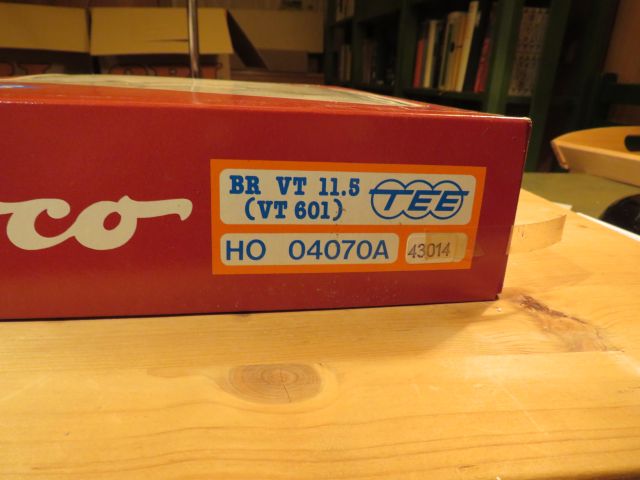 co
BR VT 11.5
(VT 601)
TEE
HO 04070A
43014